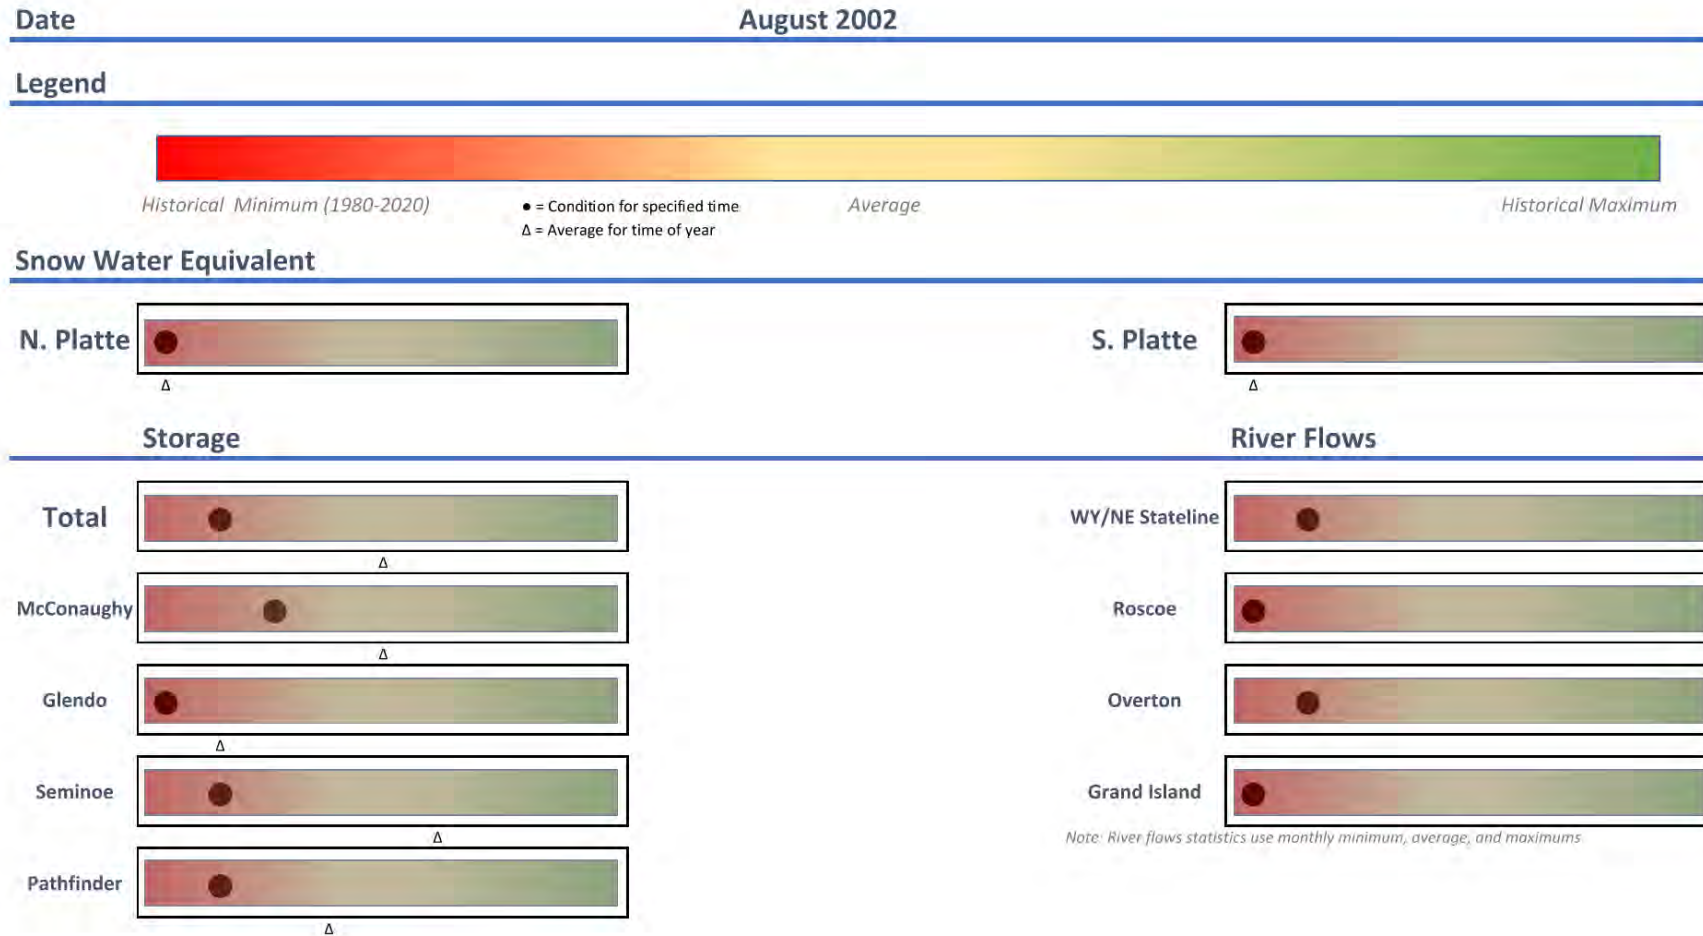 Date August 2002
Legend
Historical Minimum (1980-2020) ● = Condition for specified time Average Historical Maximum
Δ = Average for time of year
Snow Water Equivalent
N. Platte S. Platte
Δ Δ
Storage River Flows
Total WY/NE Stateline
Δ
McConaughy Roscoe
Δ
Glendo Overton
Δ
Seminoe Grand Island
Δ Note: River flows statistics use monthly minimum, average, and maximums
Pathfinder
Δ